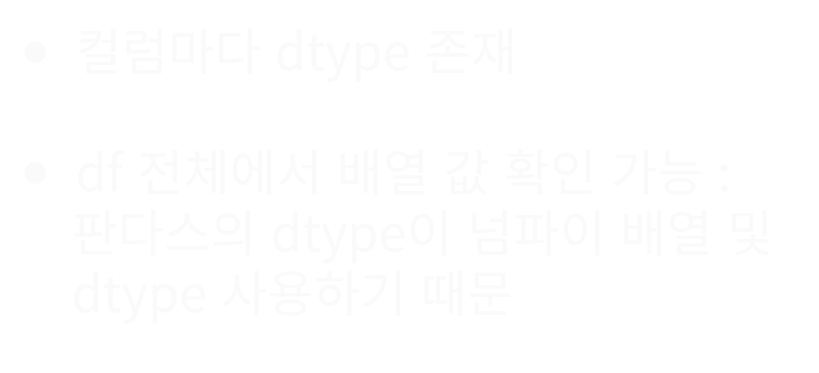 • 컬럼마다 dtype 존재
• df 전체에서 배열 값 확인 가능 :
판다스의 dtype이 넘파이 배열 및
dtype 사용하기 때문